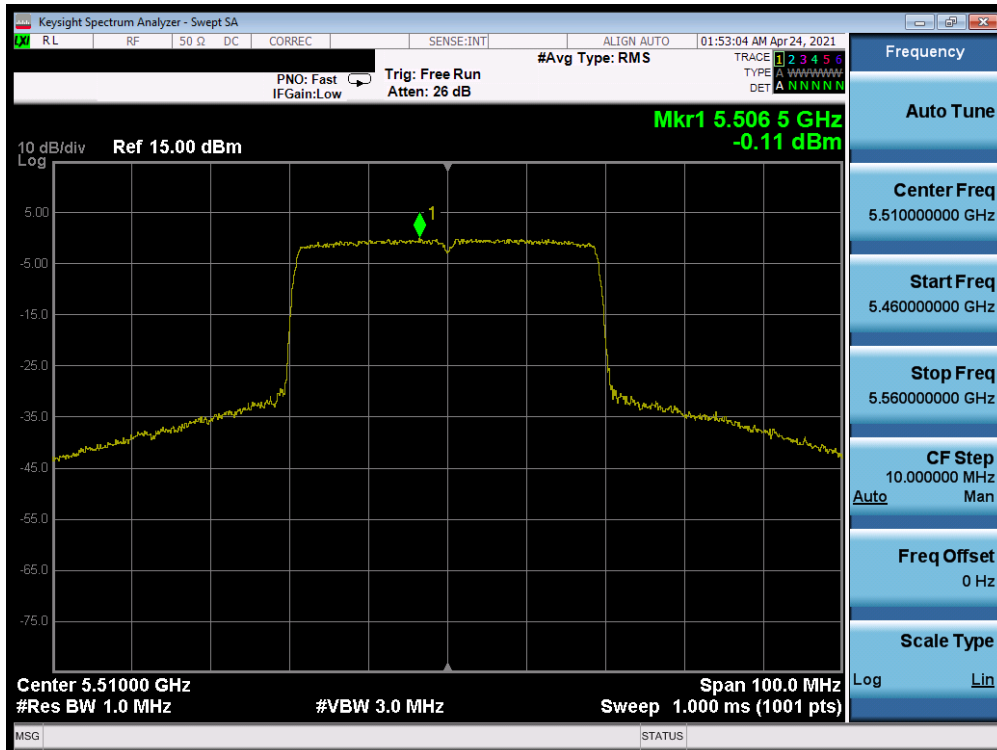 Keysight Spectrum Analyzer - Swept SA
LXI RL RF 50 Ω DC CORREC SENSE:INT ALIGN AUTO 01:53:04 AM Apr 24, 2021
#Avg Type: RMS
TRACE 1 2 3 4 5 6
TYPE A WWWWW
DET A N N N N N
PNO: Fast
IFGain:Low
Trig: Free Run
Atten: 26 dB
Mkr1 5.506 5 GHz
-0.11 dBm
10 dB/div
Log
Ref 15.00 dBm
1
5.00
-5.00
-15.0
-25.0
-35.0
-45.0
-55.0
-65.0
-75.0
Center 5.51000 GHz
Span 100.0 MHz
#Res BW 1.0 MHz
#VBW 3.0 MHz
Sweep 1.000 ms (1001 pts)
MSG
STATUS
Frequency
Auto Tune
Center Freq
5.510000000 GHz
Start Freq
5.460000000 GHz
Stop Freq
5.560000000 GHz
CF Step
10.000000 MHz
Auto Man
Freq Offset
0 Hz
Scale Type
Log Lin